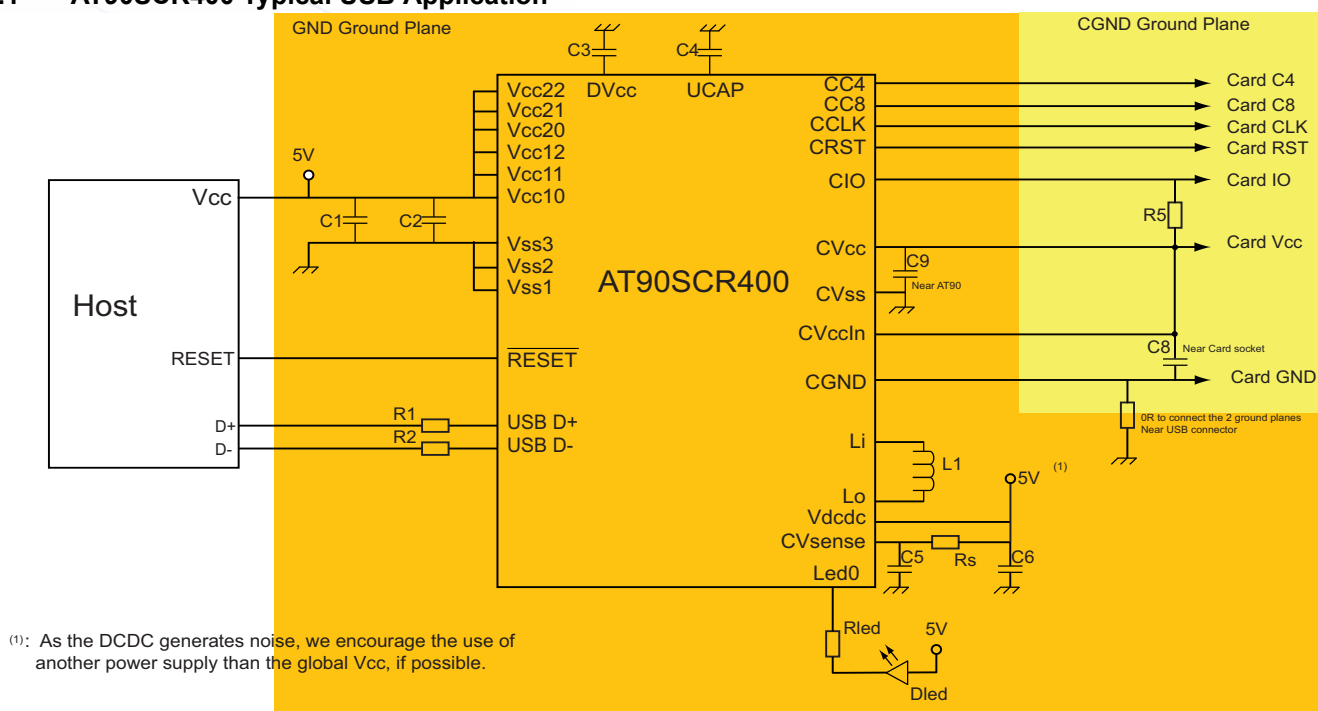 AT90SCR400 Typical USB Application
GND Ground Plane
CGND Ground Plane
C3
C4
Vcc22
DVcc
UCAP
CC4
Card C4
Vcc21
CC8
Card C8
Vcc20
CCLK
Card CLK
Vcc12
CRST
Card RST
5V
Vcc11
CIO
Card IO
Vcc
Vcc10
C1
C2
R5
Vss3
CVcc
Card Vcc
Vss2
C9
Near AT90
Vss1
AT90SCR400
CVss
Host
CVccIn
C8
Near Card socket
RESET
RESET
CGND
Card GND
R1
0R to connect the 2 ground planes
Near USB connector
D+
USB D+
R2
D-
USB D-
Li
L1
Lo
5V
(1)
Vdcdc
CVsense
C5
Rs
C6
Led0
Rled
5V
Dled
(1): As the DCDC generates noise, we encourage the use of
another power supply than the global Vcc, if possible.